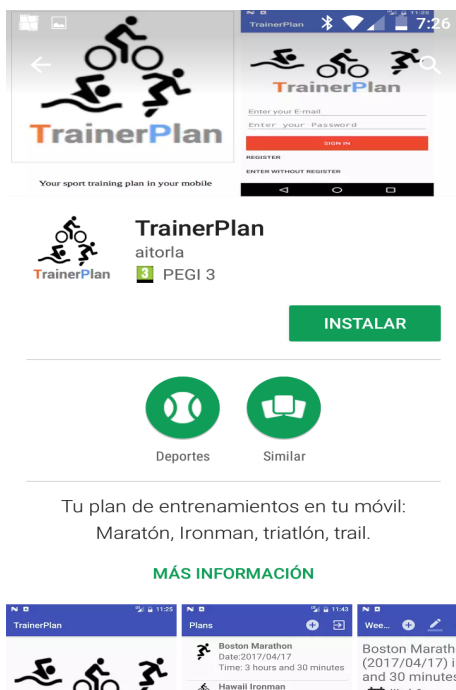 TrainerPlan
7:26
11:26
TrainerPlan
TrainerPlan
Enter your E-mail
Enter your Password
SIGN IN
REGISTER
ENTER WITHOUT REGISTER
Your sport training plan in your mobile
TrainerPlan
TrainerPlan
aitorla
3 PEGI 3
INSTALAR
Deportes
Similar
Tu plan de entrenamientos en tu móvil:
Maratón, Ironman, triatlón, trail.
MÁS INFORMACIÓN
11:25
TrainerPlan
11:43
Plans
Boston Marathon
Date:2017/04/17
Time: 3 hours and 30 minutes
Hawaii Ironman
Wee...
Boston Marath
(2017/04/17) i
and 30 minutes